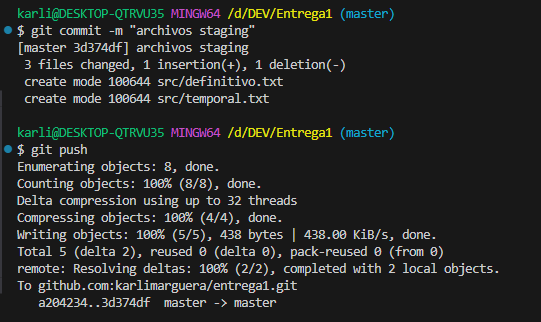 karli@DESKTOP-QTRVU35 MINGW64 /d/DEV/Entrega1 (master)
$ git commit -m "archivos staging"
[master 3d374df] archivos staging
 3 files changed, 1 insertion(+), 1 deletion(-)
 create mode 100644 src/definitivo.txt
 create mode 100644 src/temporal.txt

karli@DESKTOP-QTRVU35 MINGW64 /d/DEV/Entrega1 (master)
$ git push
Enumerating objects: 8, done.
Counting objects: 100% (8/8), done.
Delta compression using up to 32 threads
Compressing objects: 100% (4/4), done.
Writing objects: 100% (5/5), 438 bytes | 438.00 KiB/s, done.
Total 5 (delta 2), reused 0 (delta 0), pack-reused 0 (from 0)
remote: Resolving deltas: 100% (2/2), completed with 2 local objects.
To github.com:karlimarguera/entrega1.git
   a204234..3d374df  master -> master